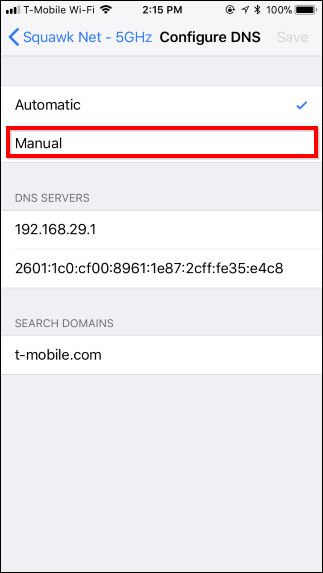 T-Mobile Wi-Fi 2:15 PM 100%
Squawk Net - 5GHz Configure DNS Save
Automatic
Manual
DNS SERVERS
192.168.29.1
2601:1c0:cf00:8961:1e87:2cff:fe35:e4c8
SEARCH DOMAINS
t-mobile.com